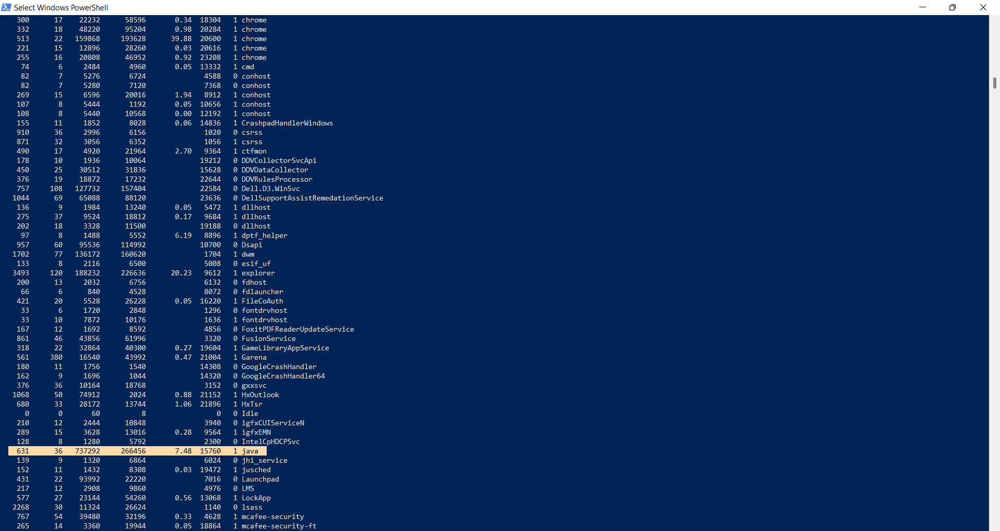 Select Windows PowerShell
300 17 22232 58596 0.34 18304 1 chrome
332 18 48220 95204 0.98 20284 1 chrome
513 22 159868 193628 39.88 20600 1 chrome
221 15 12896 28260 0.03 20616 1 chrome
255 16 20808 46952 0.92 23208 1 chrome
74 6 2484 4960 0.05 13332 1 cmd
82 7 5276 6724 4588 0 conhost
82 7 5280 7120 7368 0 conhost
269 15 6596 20016 1.94 8912 1 conhost
107 8 5444 1192 0.05 10656 1 conhost
108 8 5440 10568 0.00 12192 1 conhost
155 11 1852 8028 0.06 14836 1 CrashpadHandlerWindows
910 36 2996 6156 1020 0 csrss
871 32 3056 6352 1056 1 csrss
490 17 4920 21964 2.70 9364 1 ctfmon
178 10 1936 10064 19212 0 DDVCollectorSvcApi
450 25 30512 31836 15628 0 DDVDataCollector
376 19 18872 17232 22644 0 DDVRulesProcessor
757 108 127732 157404 22584 0 Dell.D3.WinSvc
1044 69 65088 88120 23636 0 DellSupportAssistRemedationService
136 9 1984 13240 0.05 5472 1 dllhost
275 37 9524 18812 0.17 9684 1 dllhost
202 18 3328 11500 19188 0 dllhost
97 8 1488 5552 6.19 8896 1 dptf_helper
957 60 95536 114992 10700 0 Dsapi
1702 77 136172 160620 1704 1 dwm
133 8 2116 6500 5008 0 esif_uf
3493 120 188232 226636 20.23 9612 1 explorer
200 13 2032 6756 6132 0 fdhost
66 6 840 4528 8072 0 fdlauncher
421 20 5528 26228 0.05 16220 1 FileCoAuth
33 6 1720 2848 1296 0 fontdrvhost
33 10 7872 10176 1636 1 fontdrvhost
167 12 1692 8592 4856 0 FoxitPDFReaderUpdateService
861 46 43856 61996 3320 0 FusionService
318 22 32864 40300 0.27 19604 1 GameLibraryAppService
561 380 16540 43992 0.47 21004 1 Garena
180 11 1756 1540 14308 0 GoogleCrashHandler
162 9 1696 1044 14320 0 GoogleCrashHandler64
376 36 10164 18768 3152 0 gxxsvc
1068 50 74912 2024 0.88 21152 1 HxOutlook
680 33 28172 13744 1.06 21896 1 HxTsr
0 0 60 8 0 0 Idle
210 12 2444 10848 3940 0 igfxCUIServiceN
289 15 3628 13016 0.28 9564 1 igfxEMN
128 8 1280 5792 2300 0 IntelCpHDCPSvc
631 36 737292 266456 7.48 15760 1 java
139 9 1320 6864 6024 0 jhi_service
152 11 1432 8308 0.03 19472 1 jusched
431 22 93992 22220 7016 0 Launchpad
217 12 2908 9860 4976 0 LMS
577 27 23144 54260 0.56 13068 1 LockApp
2268 30 11324 26624 1140 0 lsass
767 54 39480 32196 0.33 4628 1 mcafee-security
265 14 3360 19944 0.05 18864 1 mcafee-security-ft